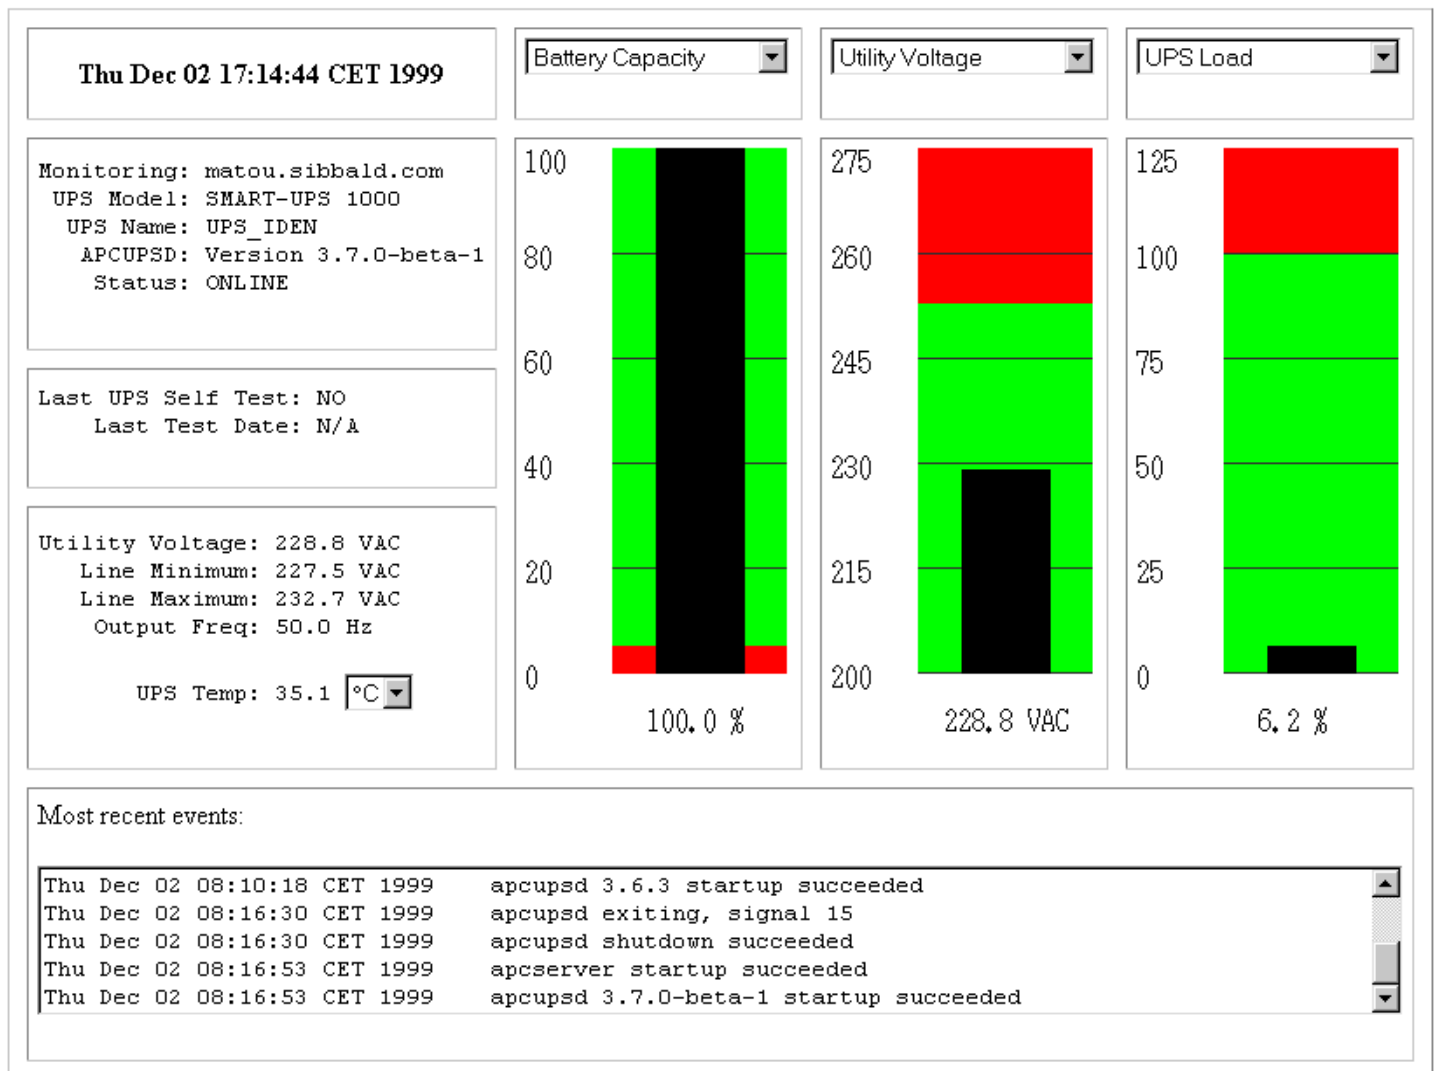 Thu Dec 02 17:14:44 CET 1999
Battery Capacity
Utility Voltage
UPS Load
Monitoring: matou.sibbald.com
UPS Model: SMART-UPS 1000
UPS Name: UPS_IDEN
APCUPSD: Version 3.7.0-beta-1
Status: ONLINE
Last UPS Self Test: NO
Last Test Date: N/A
Utility Voltage: 228.8 VAC
Line Minimum: 227.5 VAC
Line Maximum: 232.7 VAC
Output Freq: 50.0 Hz
UPS Temp: 35.1 °C
100
80
60
40
20
0
100.0 %
275
260
245
230
215
200
228.8 VAC
125
100
75
50
25
0
6.2 %
Most recent events:
Thu Dec 02 08:10:18 CET 1999 apcupsd 3.6.3 startup succeeded
Thu Dec 02 08:16:30 CET 1999 apcupsd exiting, signal 15
Thu Dec 02 08:16:30 CET 1999 apcupsd shutdown succeeded
Thu Dec 02 08:16:53 CET 1999 apcserver startup succeeded
Thu Dec 02 08:16:53 CET 1999 apcupsd 3.7.0-beta-1 startup succeeded